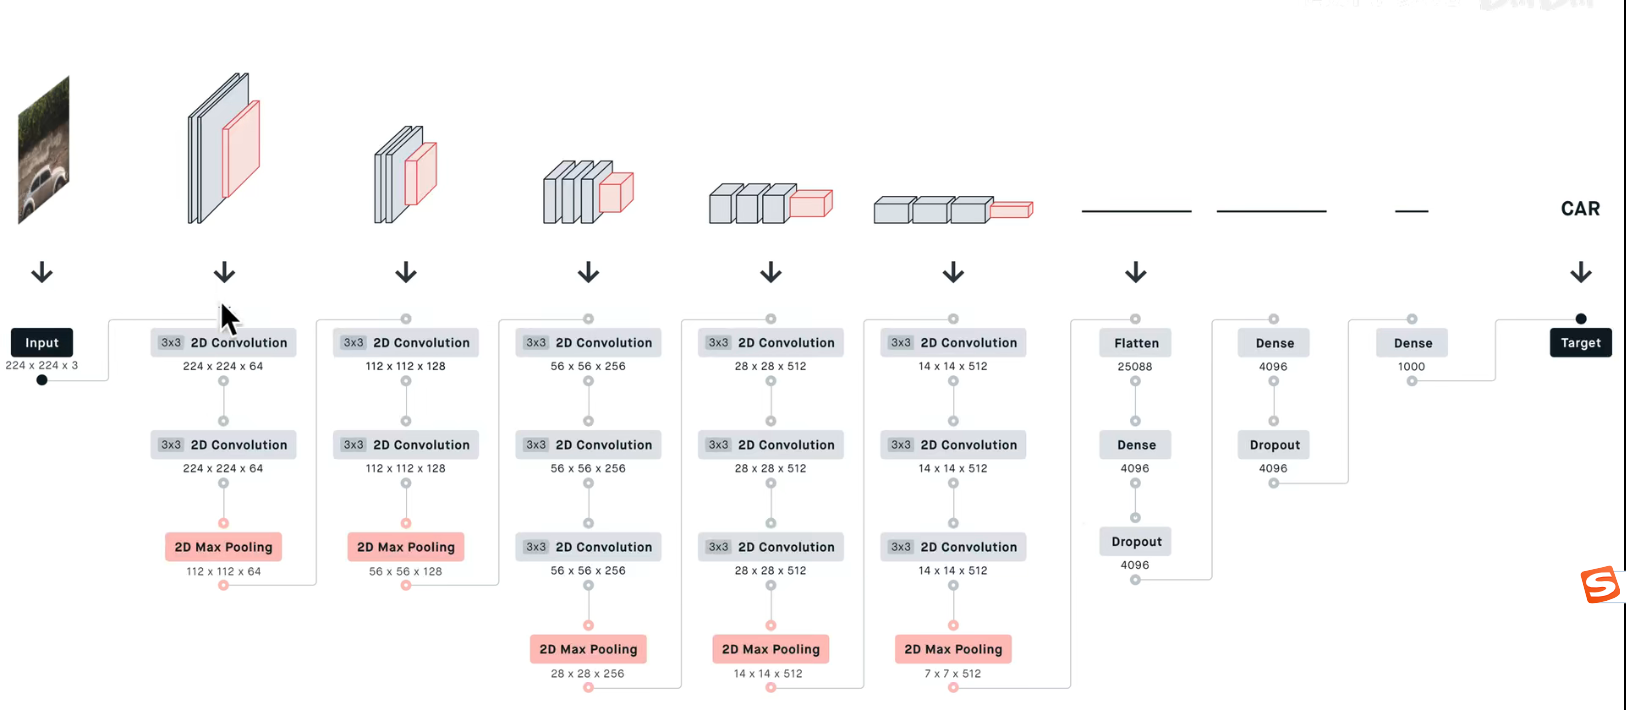 CAR
Input
224 x 224 x 3
3x3 2D Convolution
224 x 224 x 64
3x3 2D Convolution
224 x 224 x 64
2D Max Pooling
112 x 112 x 64
3x3 2D Convolution
112 x 112 x 128
3x3 2D Convolution
112 x 112 x 128
2D Max Pooling
56 x 56 x 128
3x3 2D Convolution
56 x 56 x 256
3x3 2D Convolution
56 x 56 x 256
3x3 2D Convolution
56 x 56 x 256
2D Max Pooling
28 x 28 x 256
3x3 2D Convolution
28 x 28 x 512
3x3 2D Convolution
28 x 28 x 512
3x3 2D Convolution
28 x 28 x 512
2D Max Pooling
14 x 14 x 512
3x3 2D Convolution
14 x 14 x 512
3x3 2D Convolution
14 x 14 x 512
3x3 2D Convolution
14 x 14 x 512
2D Max Pooling
7 x 7 x 512
Flatten
25088
Dense
4096
Dropout
4096
Dense
4096
Dropout
4096
Dense
1000
Target
S